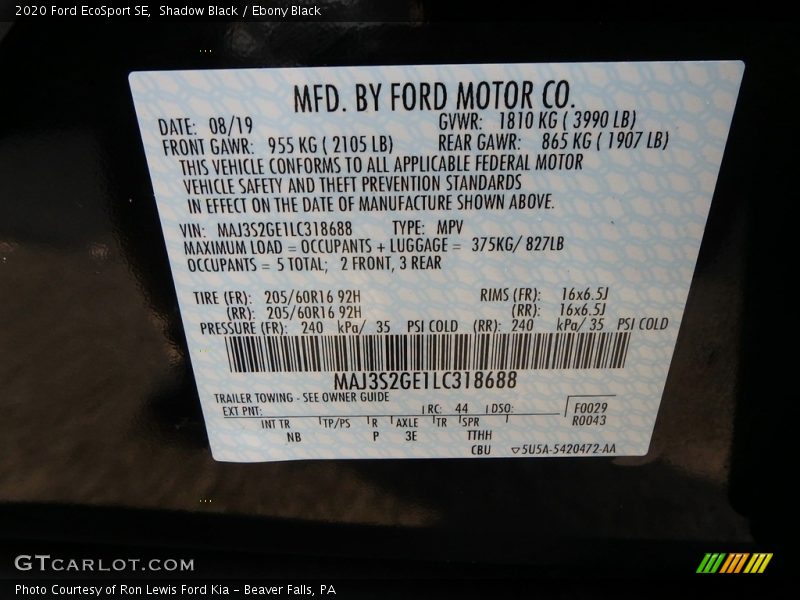 2020 Ford EcoSport SE, Shadow Black / Ebony Black
MFD. BY FORD MOTOR CO.
DATE: 08/19 GVWR: 1810 KG ( 3990 LB)
FRONT GAWR: 955 KG ( 2105 LB) REAR GAWR: 865 KG ( 1907 LB)
THIS VEHICLE CONFORMS TO ALL APPLICABLE FEDERAL MOTOR
VEHICLE SAFETY AND THEFT PREVENTION STANDARDS
IN EFFECT ON THE DATE OF MANUFACTURE SHOWN ABOVE.
VIN: MAJ3S2GE1LC318688 TYPE: MPV
MAXIMUM LOAD = OCCUPANTS + LUGGAGE = 375KG/ 827LB
OCCUPANTS = 5 TOTAL; 2 FRONT, 3 REAR
TIRE (FR): 205/60R16 92H RIMS (FR): 16x6.5J
(RR): 205/60R16 92H (RR): 16x6.5J
PRESSURE (FR): 240 kPa/ 35 PSI COLD (RR): 240 kPa/ 35 PSI COLD
MAJ3S2GE1LC318688
TRAILER TOWING - SEE OWNER GUIDE
EXT PNT: RC: 44 DSO: F0029
R0043
INT TR TP/PS R AXLE TR SPR
NB P 3E TTHH
CBU 5U5A-5420472-AA
GTCARLOT.COM
Photo Courtesy of Ron Lewis Ford Kia - Beaver Falls, PA